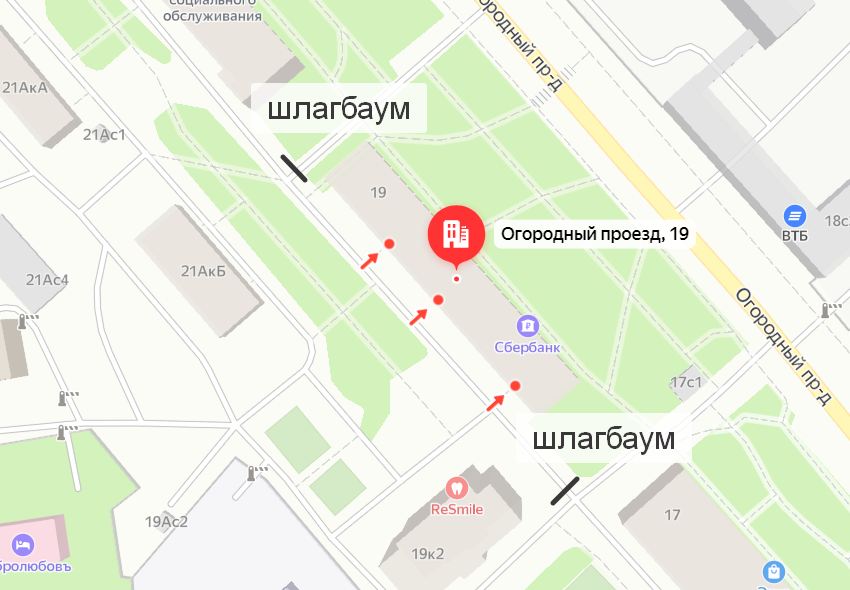 социального
обслуживания
Огородный пр-д
21АкА
шлагбаум
21Ас1
19
18с
ВТБ
Огородный проезд, 19
21АкБ
21Ас4
Сбербанк
Огородный пр-д
17с1
шлагбаум
ReSmile
17
19Ас2
19к2
бролюбовъ